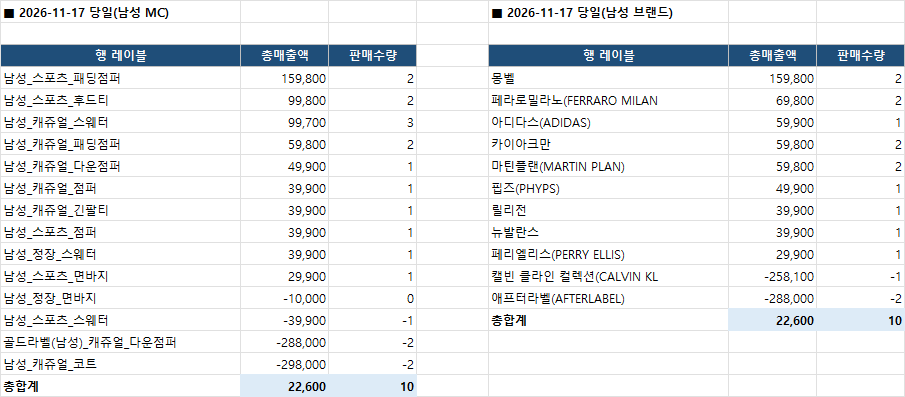 ■ 2026-11-17 당일(남성 MC)
행 레이블 총매출액 판매수량
남성_스포츠_패딩점퍼 159,800 2
남성_스포츠_후드티 99,800 2
남성_캐쥬얼_스웨터 99,700 3
남성_캐쥬얼_패딩점퍼 59,800 2
남성_캐쥬얼_다운점퍼 49,900 1
남성_캐쥬얼_점퍼 39,900 1
남성_캐쥬얼_긴팔티 39,900 1
남성_스포츠_점퍼 39,900 1
남성_정장_스웨터 39,900 1
남성_스포츠_면바지 29,900 1
남성_정장_면바지 -10,000 0
남성_스포츠_스웨터 -39,900 -1
골드라벨(남성)_캐쥬얼_다운점퍼 -288,000 -2
남성_캐쥬얼_코트 -298,000 -2
총합계 22,600 10
■ 2026-11-17 당일(남성 브랜드)
행 레이블 총매출액 판매수량
몽벨 159,800 2
페라로밀라노(FERRARO MILAN 69,800 2
아디다스(ADIDAS) 59,900 1
카이아크만 59,800 2
마틴플랜(MARTIN PLAN) 59,800 2
핍즈(PHYPS) 49,900 1
릴리전 39,900 1
뉴발란스 39,900 1
페리엘리스(PERRY ELLIS) 29,900 1
캘빈 클라인 컬렉션(CALVIN KL -258,100 -1
애프터라벨(AFTERLABEL) -288,000 -2
총합계 22,600 10